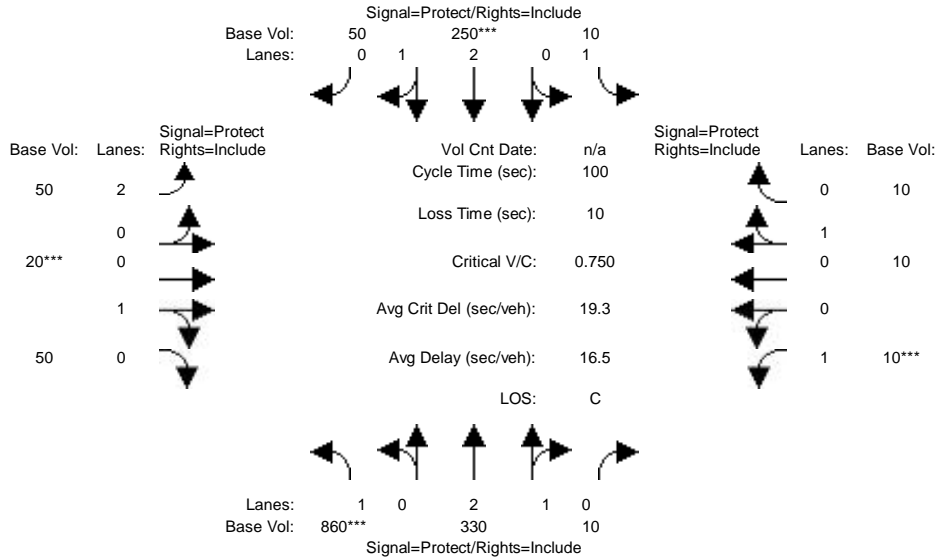 Signal=Protect/Rights=Include
Base Vol: 50 250*** 10
Lanes: 0 1 2 0 1
Signal=Protect
Base Vol: Lanes: Rights=Include
Vol Cnt Date: n/a
Signal=Protect
Rights=Include Lanes: Base Vol:
Cycle Time (sec): 100
50 2
0 10
Loss Time (sec): 10
0
1
20*** 0
Critical V/C: 0.750
0 10
1
Avg Crit Del (sec/veh): 19.3
0
50 0
Avg Delay (sec/veh): 16.5
1 10***
LOS: C
Lanes: 1 0 2 1 0
Base Vol: 860*** 330 10
Signal=Protect/Rights=Include